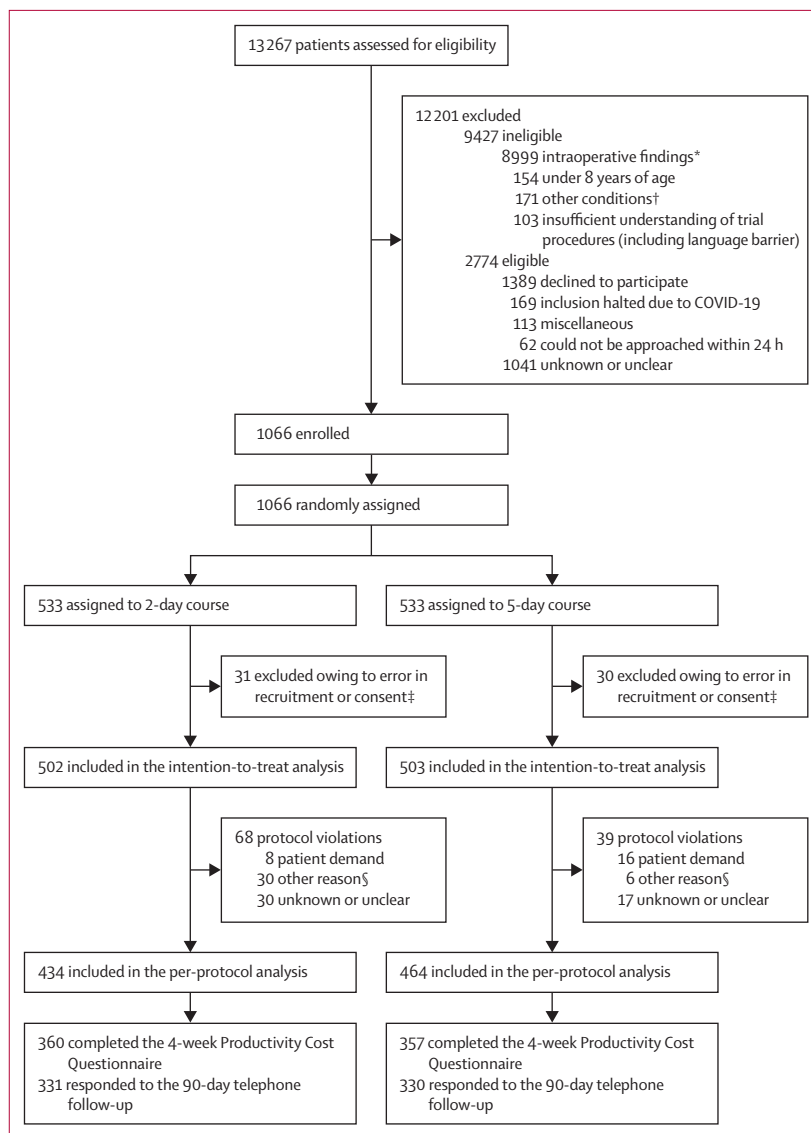 13 267 patients assessed for eligibility
12 201 excluded
9427 ineligible
8999 intraoperative findings*
154 under 8 years of age
171 other conditions†
103 insufficient understanding of trial
procedures (including language barrier)
2774 eligible
1389 declined to participate
169 inclusion halted due to COVID-19
113 miscellaneous
62 could not be approached within 24 h
1041 unknown or unclear
1066 enrolled
1066 randomly assigned
533 assigned to 2-day course
533 assigned to 5-day course
31 excluded owing to error in
recruitment or consent‡
30 excluded owing to error in
recruitment or consent‡
502 included in the intention-to-treat analysis
503 included in the intention-to-treat analysis
68 protocol violations
8 patient demand
30 other reason§
30 unknown or unclear
39 protocol violations
16 patient demand
6 other reason§
17 unknown or unclear
434 included in the per-protocol analysis
464 included in the per-protocol analysis
360 completed the 4-week Productivity Cost
Questionnaire
331 responded to the 90-day telephone
follow-up
357 completed the 4-week Productivity Cost
Questionnaire
330 responded to the 90-day telephone
follow-up